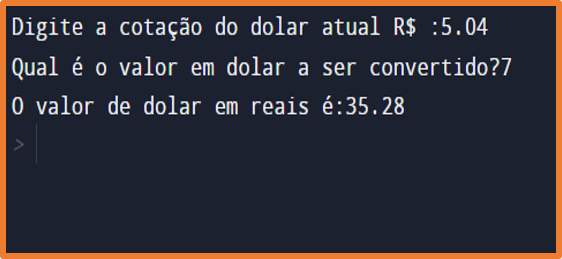 Digite a cotação do dolar atual R$ :5.04
Qual é o valor em dolar a ser convertido?7
O valor de dolar em reais é:35.28
>